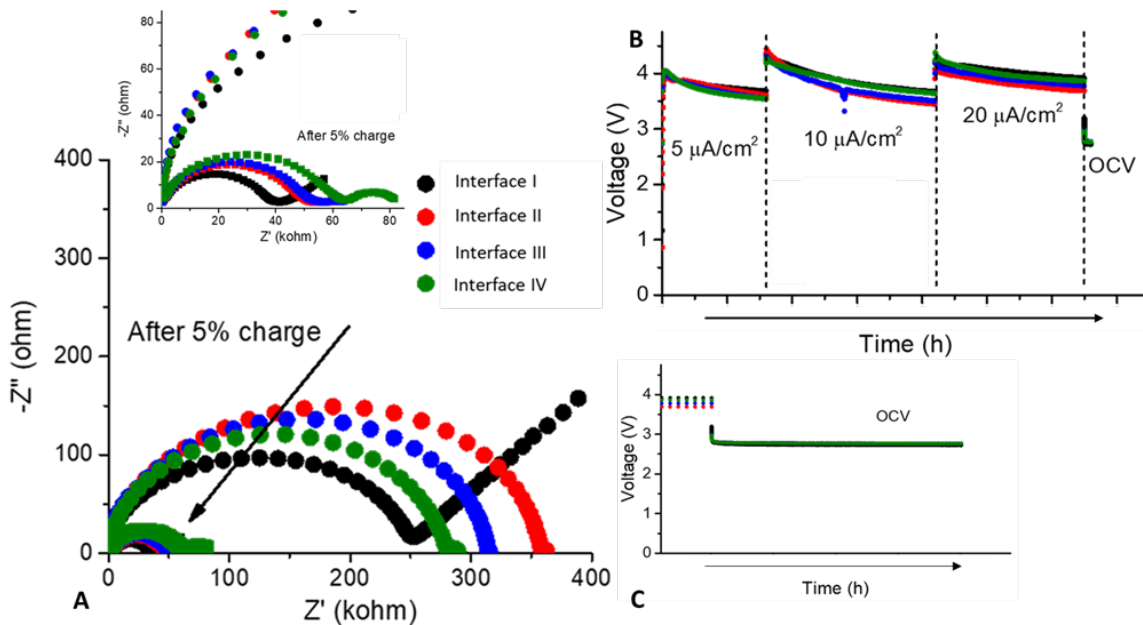 80
60
40
20
0
-Z'' (ohm)
0 20 40 60 80
Z' (kohm)
After 5% charge
400
300
200
150
100
50
0
-Z'' (ohm)
After 5% charge
Interface I
Interface II
Interface III
Interface IV
0 100 200 300 400
Z' (kohm)
A
B
4
3
2
1
0
Voltage (V)
5 µA/cm2
10 µA/cm2
20 µA/cm2
OCV
Time (h)
4
3
2
1
0
Voltage (V)
OCV
Time (h)
C